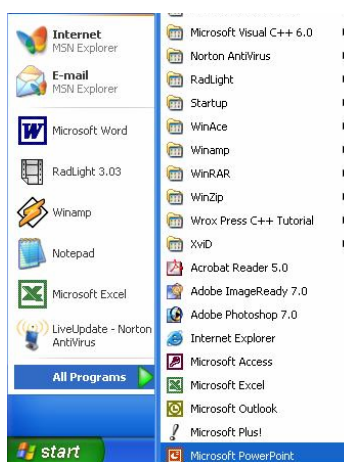 Internet
MSN Explorer
E-mail
MSN Explorer
Microsoft Word
RadLight 3.03
Winamp
Notepad
Microsoft Excel
LiveUpdate - Norton
AntiVirus
All Programs
start
Microsoft Visual C++ 6.0
Norton AntiVirus
RadLight
Startup
WinAce
Winamp
WinRAR
WinZip
Wrox Press C++ Tutorial
XviD
Acrobat Reader 5.0
Adobe ImageReady 7.0
Adobe Photoshop 7.0
Internet Explorer
Microsoft Access
Microsoft Excel
Microsoft Outlook
Microsoft Plus!
Microsoft PowerPoint